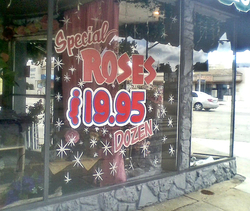 Special
ROSES
$19.95
DOZEN